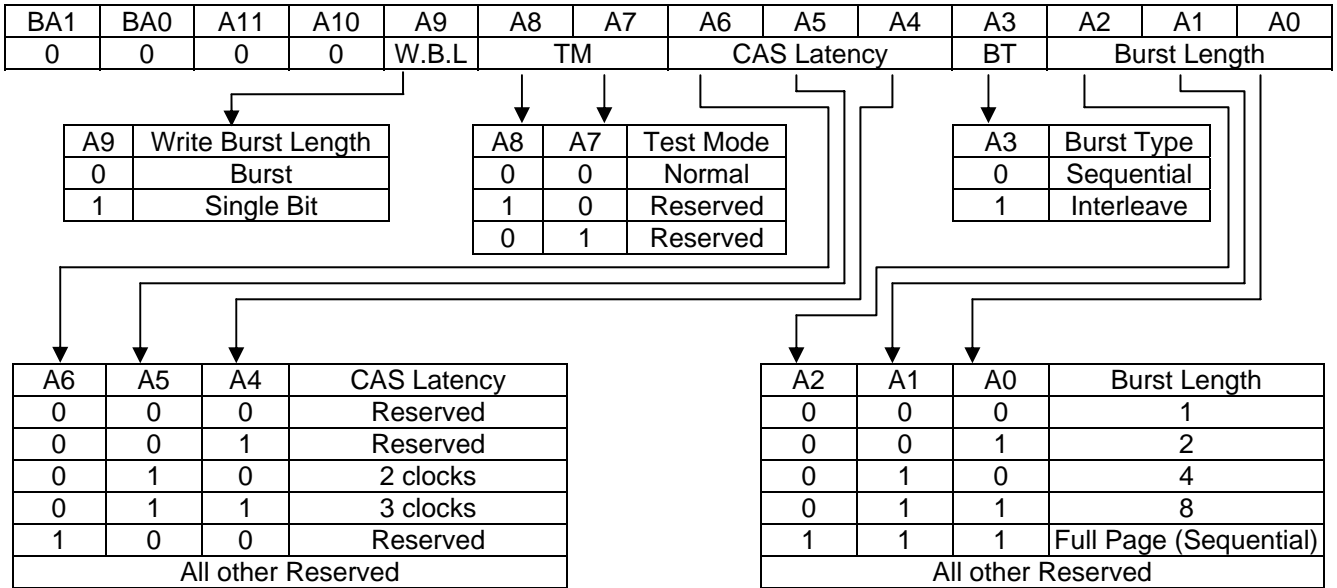 BA1 BA0 A11 A10 A9 A8 A7 A6 A5 A4 A3 A2 A1 A0
0 0 0 0 W.B.L TM CAS Latency BT Burst Length
A9 Write Burst Length
0 Burst
1 Single Bit
A8 A7 Test Mode
0 0 Normal
1 0 Reserved
0 1 Reserved
A3 Burst Type
0 Sequential
1 Interleave
A6 A5 A4 CAS Latency
0 0 0 Reserved
0 0 1 Reserved
0 1 0 2 clocks
0 1 1 3 clocks
1 0 0 Reserved
All other Reserved
A2 A1 A0 Burst Length
0 0 0 1
0 0 1 2
0 1 0 4
0 1 1 8
1 1 1 Full Page (Sequential)
All other Reserved